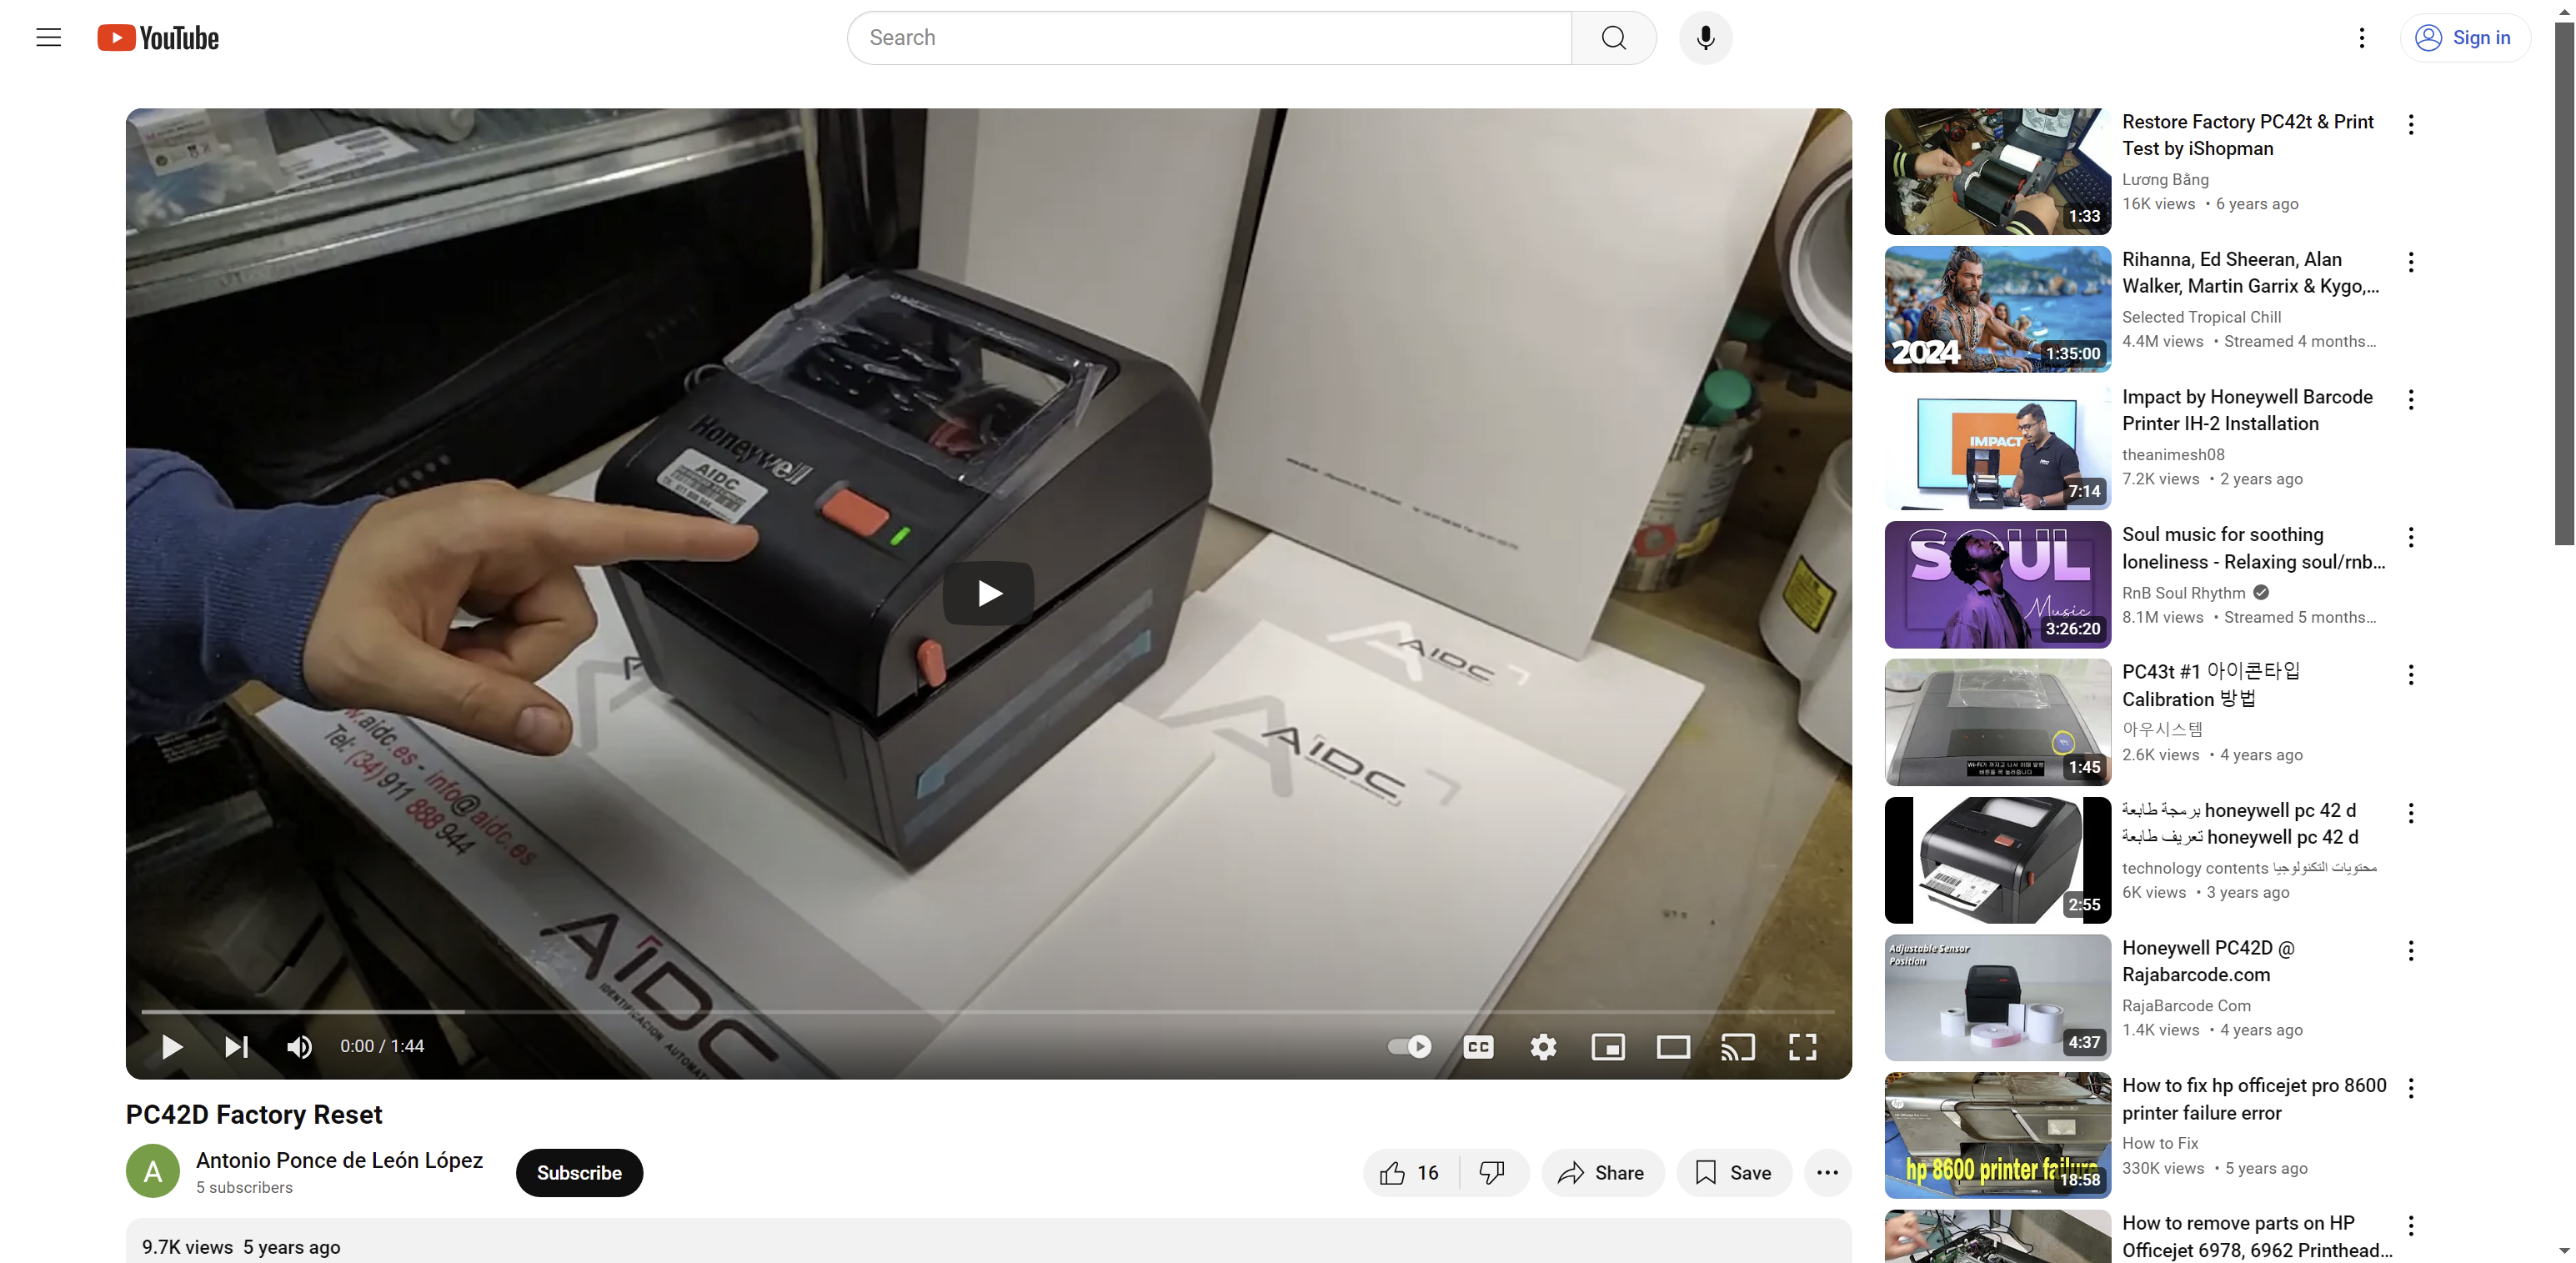 YouTube
Search
Sign in
Honeywell
AIDC
w.aidc.es - info@aidc.es
Tel: (34) 911 888 944
AIDC
IDENTIFICACION AUTOMA
AIDC
AIDC
0:00 / 1:44
CC
PC42D Factory Reset
A
Antonio Ponce de León López
5 subscribers
Subscribe
16
Share
Save
9.7K views 5 years ago
1:33
Restore Factory PC42t & Print
Test by iShopman
Lương Bằng
16K views • 6 years ago
2024
1:35:00
Rihanna, Ed Sheeran, Alan
Walker, Martin Garrix & Kygo,...
Selected Tropical Chill
4.4M views • Streamed 4 months...
IMPACT
7:14
Impact by Honeywell Barcode
Printer IH-2 Installation
theanimesh08
7.2K views • 2 years ago
SOUL
Music
3:26:20
Soul music for soothing
loneliness - Relaxing soul/rnb...
RnB Soul Rhythm
8.1M views • Streamed 5 months...
1:45
PC43t #1 아이콘타입
Calibration 방법
아우시스템
2.6K views • 4 years ago
2:55
برمجة طابعة honeywell pc 42 d
تعريف طابعة honeywell pc 42 d
technology contents محتويات التكنولوجيا
6K views • 3 years ago
Adjustable Sensor
Position
4:37
Honeywell PC42D @
Rajabarcode.com
RajaBarcode Com
1.4K views • 4 years ago
hp 8600 printer failure
18:58
How to fix hp officejet pro 8600
printer failure error
How to Fix
330K views • 5 years ago
How to remove parts on HP
Officejet 6978, 6962 Printhead...